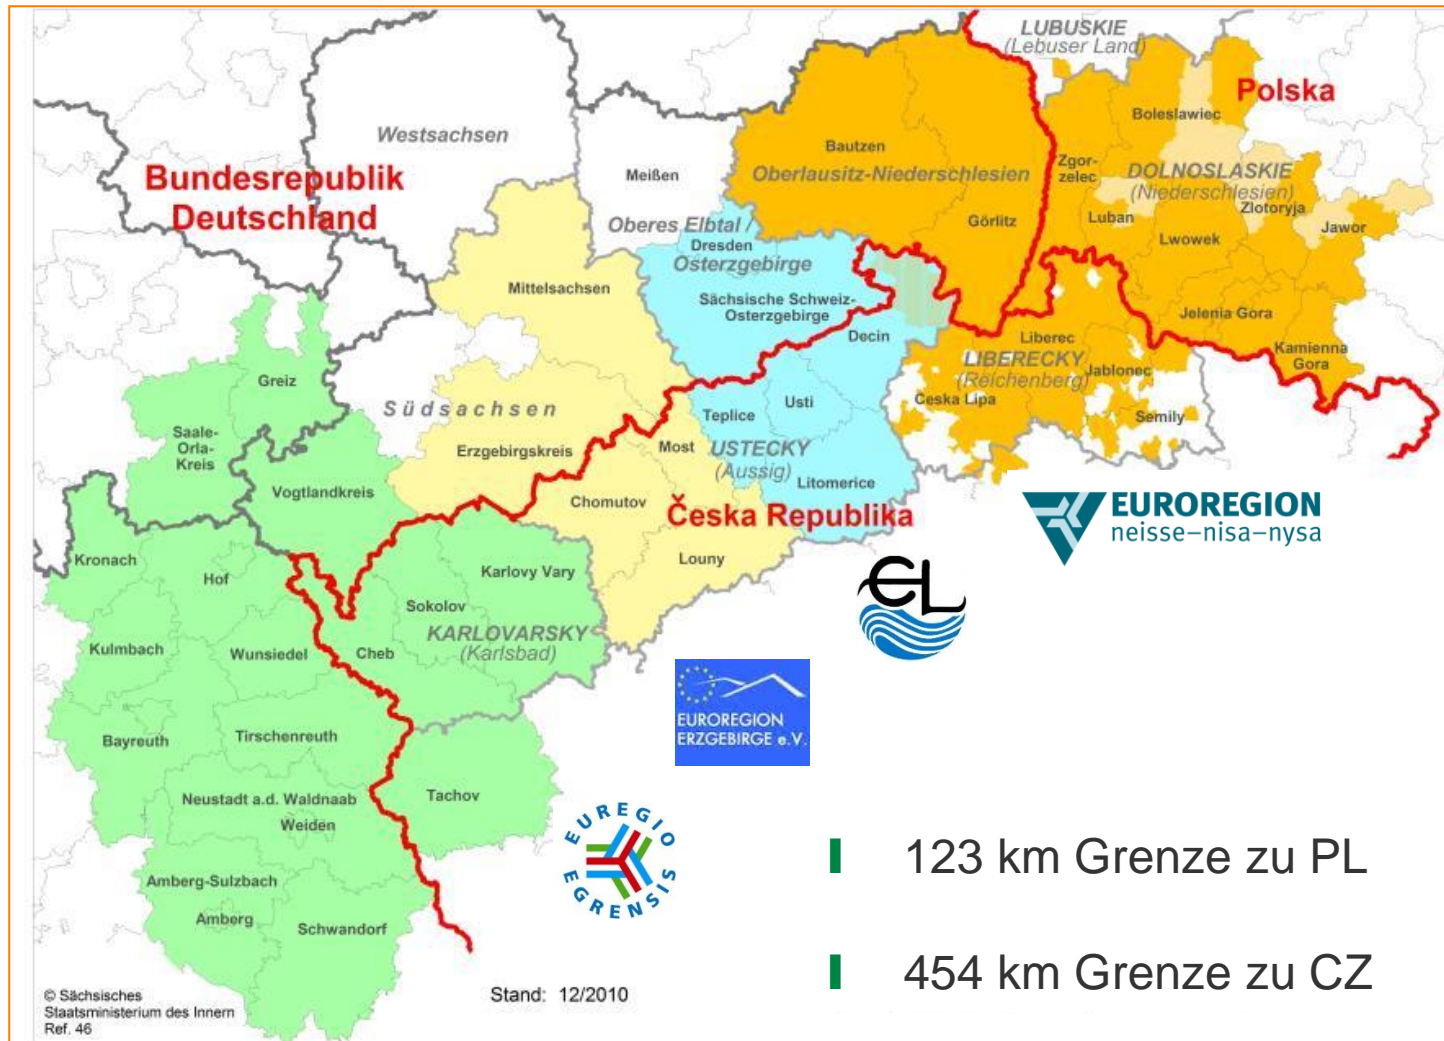 LUBUSKIE
(Lebuser Land)
Polska
Boleslawiec
Westsachsen
Bautzen
Zgor-
zelec
DOLNOSLASKIE
(Niederschlesien)
Bundesrepublik
Deutschland
Meißen
Oberlausitz-Niederschlesien
Zlotoryja
Görlitz
Luban
Jawor
Oberes Elbtal /
Dresden
Osterzgebirge
Lwowek
Mittelsachsen
Sächsische Schweiz-
Osterzgebirge
Jelenia Gora
Decin
Liberec
LIBERECKY
(Reichenberg)
Kamienna
Gora
Jablonec
Greiz
Südsachsen
Teplice
Usti
Ceska Lipa
Semily
Saale-
Orla-
Kreis
Erzgebirgskreis
Most
USTECKY
(Aussig)
Vogtlandkreis
Chomutov
Litomerice
Česka Republika
EUROREGION
neisse–nisa–nysa
Kronach
Hof
Karlovy Vary
Louny
EL
Sokolov
KARLOVARSKY
(Karlsbad)
Kulmbach
Wunsiedel
Cheb
EUROREGION
ERZGEBIRGE e.V.
Bayreuth
Tirschenreuth
Neustadt a.d. Waldnaab
Weiden
Tachov
EUREGIO
EGRENSIS
123 km Grenze zu PL
Amberg-Sulzbach
Amberg
Schwandorf
454 km Grenze zu CZ
© Sächsisches
Staatsministerium des Innern
Ref. 46
Stand: 12/2010